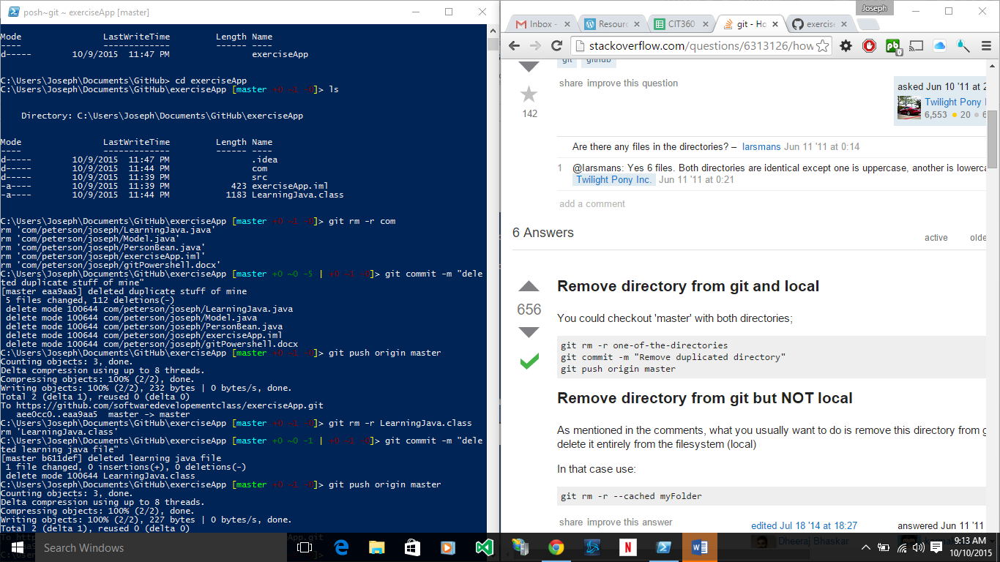 posh~git ~ exerciseApp [master]
Mode                LastWriteTime         Length Name
----                -------------         ------ ----
d-----        10/9/2015  11:47 PM                exerciseApp
C:\Users\Joseph\Documents\GitHub> cd exerciseApp
C:\Users\Joseph\Documents\GitHub\exerciseApp [master +0 ~1 -0]> ls
Directory: C:\Users\Joseph\Documents\GitHub\exerciseApp
Mode                LastWriteTime         Length Name
----                -------------         ------ ----
d-----        10/9/2015  11:47 PM                .idea
d-----        10/9/2015  11:44 PM                com
d-----        10/9/2015  11:39 PM                src
-a----        10/9/2015  11:39 PM            423 exerciseApp.iml
-a----        10/9/2015  11:44 PM           1183 LearningJava.class
C:\Users\Joseph\Documents\GitHub\exerciseApp [master +0 ~1 -0]> git rm -r com
rm 'com/peterson/joseph/LearningJava.java'
rm 'com/peterson/joseph/Model.java'
rm 'com/peterson/joseph/PersonBean.java'
rm 'com/peterson/joseph/exerciseApp.iml'
rm 'com/peterson/joseph/gitPowershell.docx'
C:\Users\Joseph\Documents\GitHub\exerciseApp [master +0 ~0 -5 | +0 ~1 -0]> git commit -m "dele
ted duplicate stuff of mine"
[master eaa9aa5] deleted duplicate stuff of mine
5 files changed, 112 deletions(-)
delete mode 100644 com/peterson/joseph/LearningJava.java
delete mode 100644 com/peterson/joseph/Model.java
delete mode 100644 com/peterson/joseph/PersonBean.java
delete mode 100644 com/peterson/joseph/exerciseApp.iml
delete mode 100644 com/peterson/joseph/gitPowershell.docx
C:\Users\Joseph\Documents\GitHub\exerciseApp [master +0 ~1 -0]> git push origin master
Counting objects: 3, done.
Delta compression using up to 8 threads.
Compressing objects: 100% (2/2), done.
Writing objects: 100% (2/2), 232 bytes | 0 bytes/s, done.
Total 2 (delta 1), reused 0 (delta 0)
To https://github.com/softwaredevelopementclass/exerciseApp.git
aee0cc0..eaa9aa5  master -> master
C:\Users\Joseph\Documents\GitHub\exerciseApp [master +0 ~1 -0]> git rm -r LearningJava.class
rm 'LearningJava.class'
C:\Users\Joseph\Documents\GitHub\exerciseApp [master +0 ~0 -1 | +0 ~1 -0]> git commit -m "dele
ted learning java file"
[master b611def] deleted learning java file
1 file changed, 0 insertions(+), 0 deletions(-)
delete mode 100644 LearningJava.class
C:\Users\Joseph\Documents\GitHub\exerciseApp [master +0 ~1 -0]> git push origin master
Counting objects: 3, done.
Delta compression using up to 8 threads.
Compressing objects: 100% (2/2), done.
Writing objects: 100% (2/2), 227 bytes | 0 bytes/s, done.
Total 2 (delta 1), reused 0 (delta 0)
Joseph
Inbox -
Resourc
CIT360
git - Ho
exercise
stackoverflow.com/questions/6313126/how
git github
share improve this question
142
asked Jun 10 '11 at 2
Twilight Pony
6,553 20 6
Are there any files in the directories? – larsmans Jun 11 '11 at 0:14
1 @larsmans: Yes 6 files. Both directories are identical except one is uppercase, another is lowerca
Twilight Pony Inc. Jun 11 '11 at 0:21
add a comment
6 Answers
active olde
656
Remove directory from git and local
You could checkout 'master' with both directories;
git rm -r one-of-the-directories
git commit -m "Remove duplicated directory"
git push origin master
Remove directory from git but NOT local
As mentioned in the comments, what you usually want to do is remove this directory from g
delete it entirely from the filesystem (local)
In that case use:
git rm -r --cached myFolder
share improve this answer
edited Jul 18 '14 at 18:27
answered Jun 11 '11
Dheeraj Bhaskar
Search Windows
9:13 AM
10/10/2015